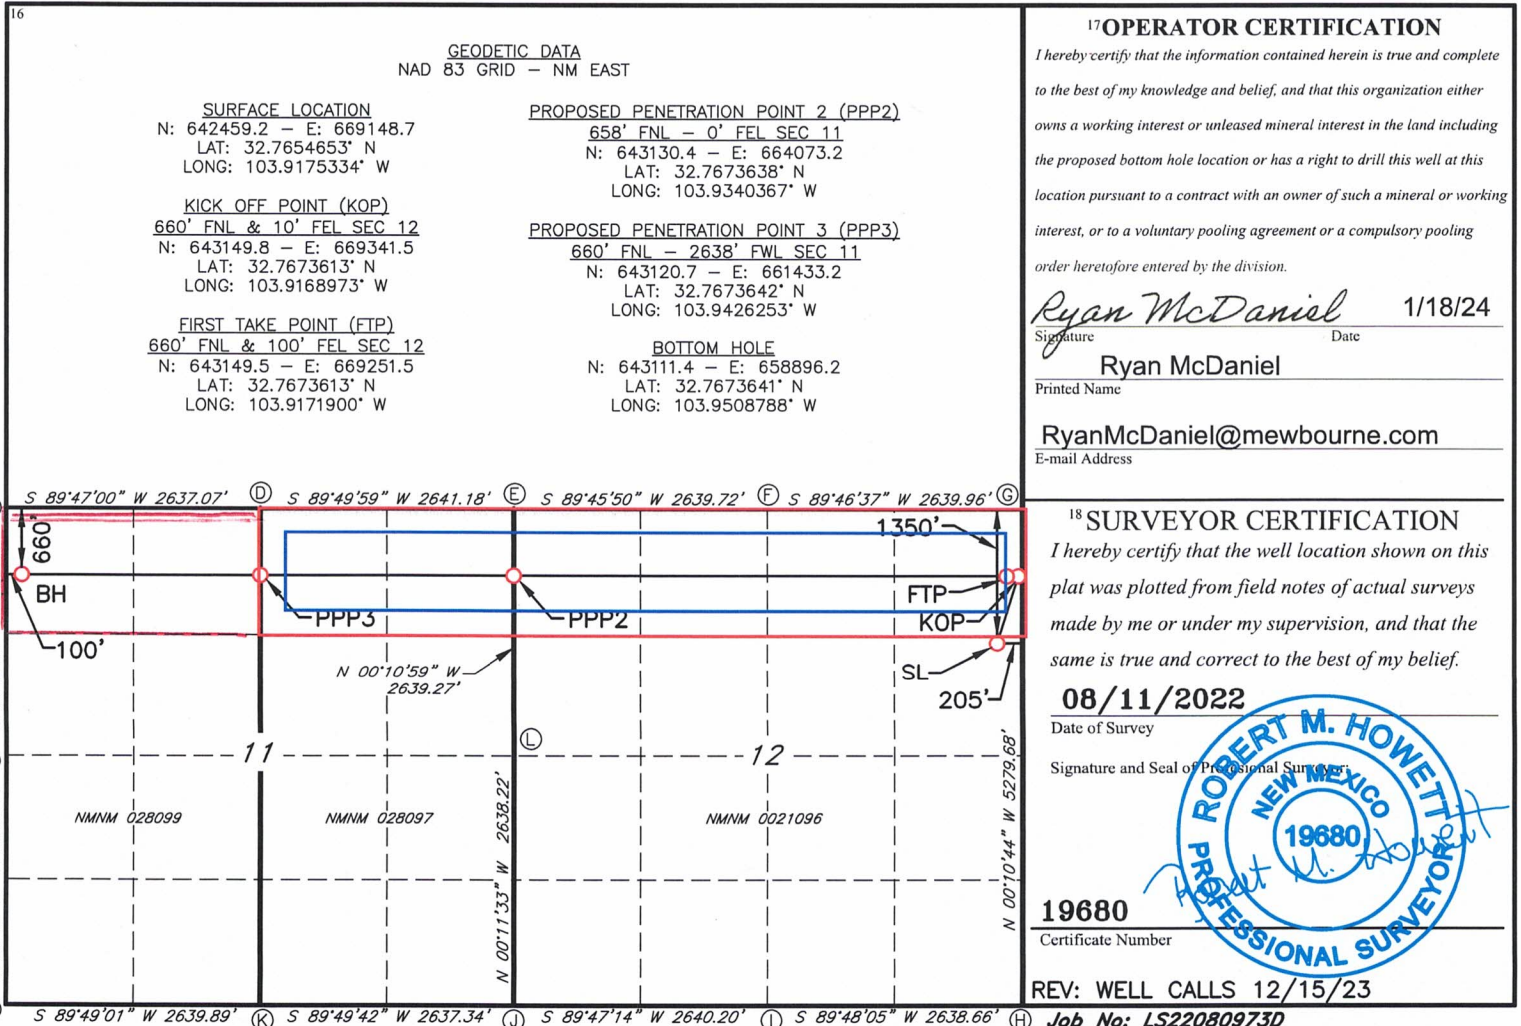 16
GEODETIC DATA
NAD 83 GRID – NM EAST
SURFACE LOCATION
N: 642459.2 – E: 669148.7
LAT: 32.7654653° N
LONG: 103.9175334° W
KICK OFF POINT (KOP)
660' FNL & 10' FEL SEC 12
N: 643149.8 – E: 669341.5
LAT: 32.7673613° N
LONG: 103.9168973° W
FIRST TAKE POINT (FTP)
660' FNL & 100' FEL SEC 12
N: 643149.5 – E: 669251.5
LAT: 32.7673613° N
LONG: 103.9171900° W
PROPOSED PENETRATION POINT 2 (PPP2)
658' FNL – 0' FEL SEC 11
N: 643130.4 – E: 664073.2
LAT: 32.7673638° N
LONG: 103.9340367° W
PROPOSED PENETRATION POINT 3 (PPP3)
660' FNL – 2638' FWL SEC 11
N: 643120.7 – E: 661433.2
LAT: 32.7673642° N
LONG: 103.9426253° W
BOTTOM HOLE
N: 643111.4 – E: 658896.2
LAT: 32.7673641° N
LONG: 103.9508788° W
S 89°47'00" W 2637.07'
D
S 89°49'59" W 2641.18'
E
S 89°45'50" W 2639.72'
F
S 89°46'37" W 2639.96'
G
660'
1350'
BH
PPP3
PPP2
FTP
KOP
100'
SL
205'
N 00°10'59" W
2639.27'
L
11
12
NMNM 028099
NMNM 028097
NMNM 0021096
N 00°11'33" W 2638.22'
N 00°10'44" W 5279.68'
S 89°49'01" W 2639.89'
K
S 89°49'42" W 2637.34'
J
S 89°47'14" W 2640.20'
I
S 89°48'05" W 2638.66'
H
17 OPERATOR CERTIFICATION
I hereby certify that the information contained herein is true and complete
to the best of my knowledge and belief, and that this organization either
owns a working interest or unleased mineral interest in the land including
the proposed bottom hole location or has a right to drill this well at this
location pursuant to a contract with an owner of such a mineral or working
interest, or to a voluntary pooling agreement or a compulsory pooling
order heretofore entered by the division.
Ryan McDaniel 1/18/24
Signature Date
Ryan McDaniel
Printed Name
RyanMcDaniel@mewbourne.com
E-mail Address
18 SURVEYOR CERTIFICATION
I hereby certify that the well location shown on this
plat was plotted from field notes of actual surveys
made by me or under my supervision, and that the
same is true and correct to the best of my belief.
08/11/2022
Date of Survey
Signature and Seal of Professional Surveyor:
ROBERT M. HOWETT
NEW MEXICO
19680
PROFESSIONAL SURVEYOR
Robert M. Howett
19680
Certificate Number
REV: WELL CALLS 12/15/23
Job No: LS22080973D